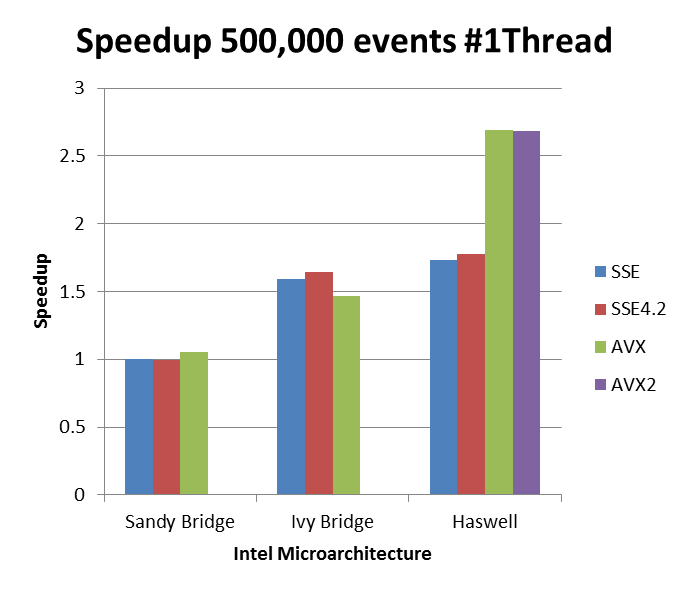 Speedup 500,000 events #1Thread
3
2.5
2
1.5
1
0.5
0
Speedup
Sandy Bridge
Ivy Bridge
Haswell
Intel Microarchitecture
SSE
SSE4.2
AVX
AVX2